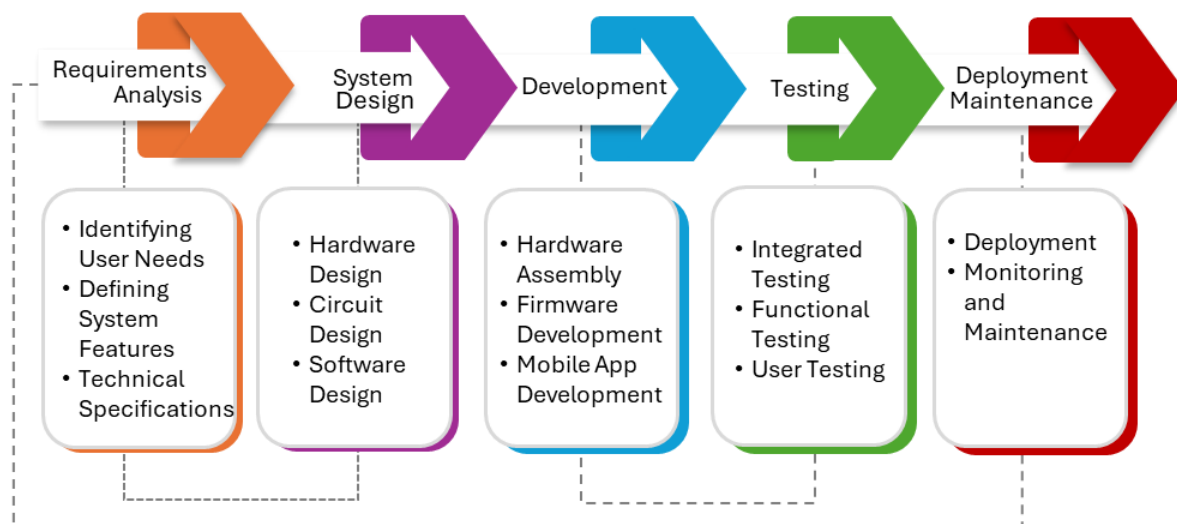 Requirements
Analysis
System
Design
Development
Testing
Deployment
Maintenance
• Identifying
User Needs
• Defining
System
Features
• Technical
Specifications
• Hardware
Design
• Circuit
Design
• Software
Design
• Hardware
Assembly
• Firmware
Development
• Mobile App
Development
• Integrated
Testing
• Functional
Testing
• User Testing
• Deployment
• Monitoring
and
Maintenance